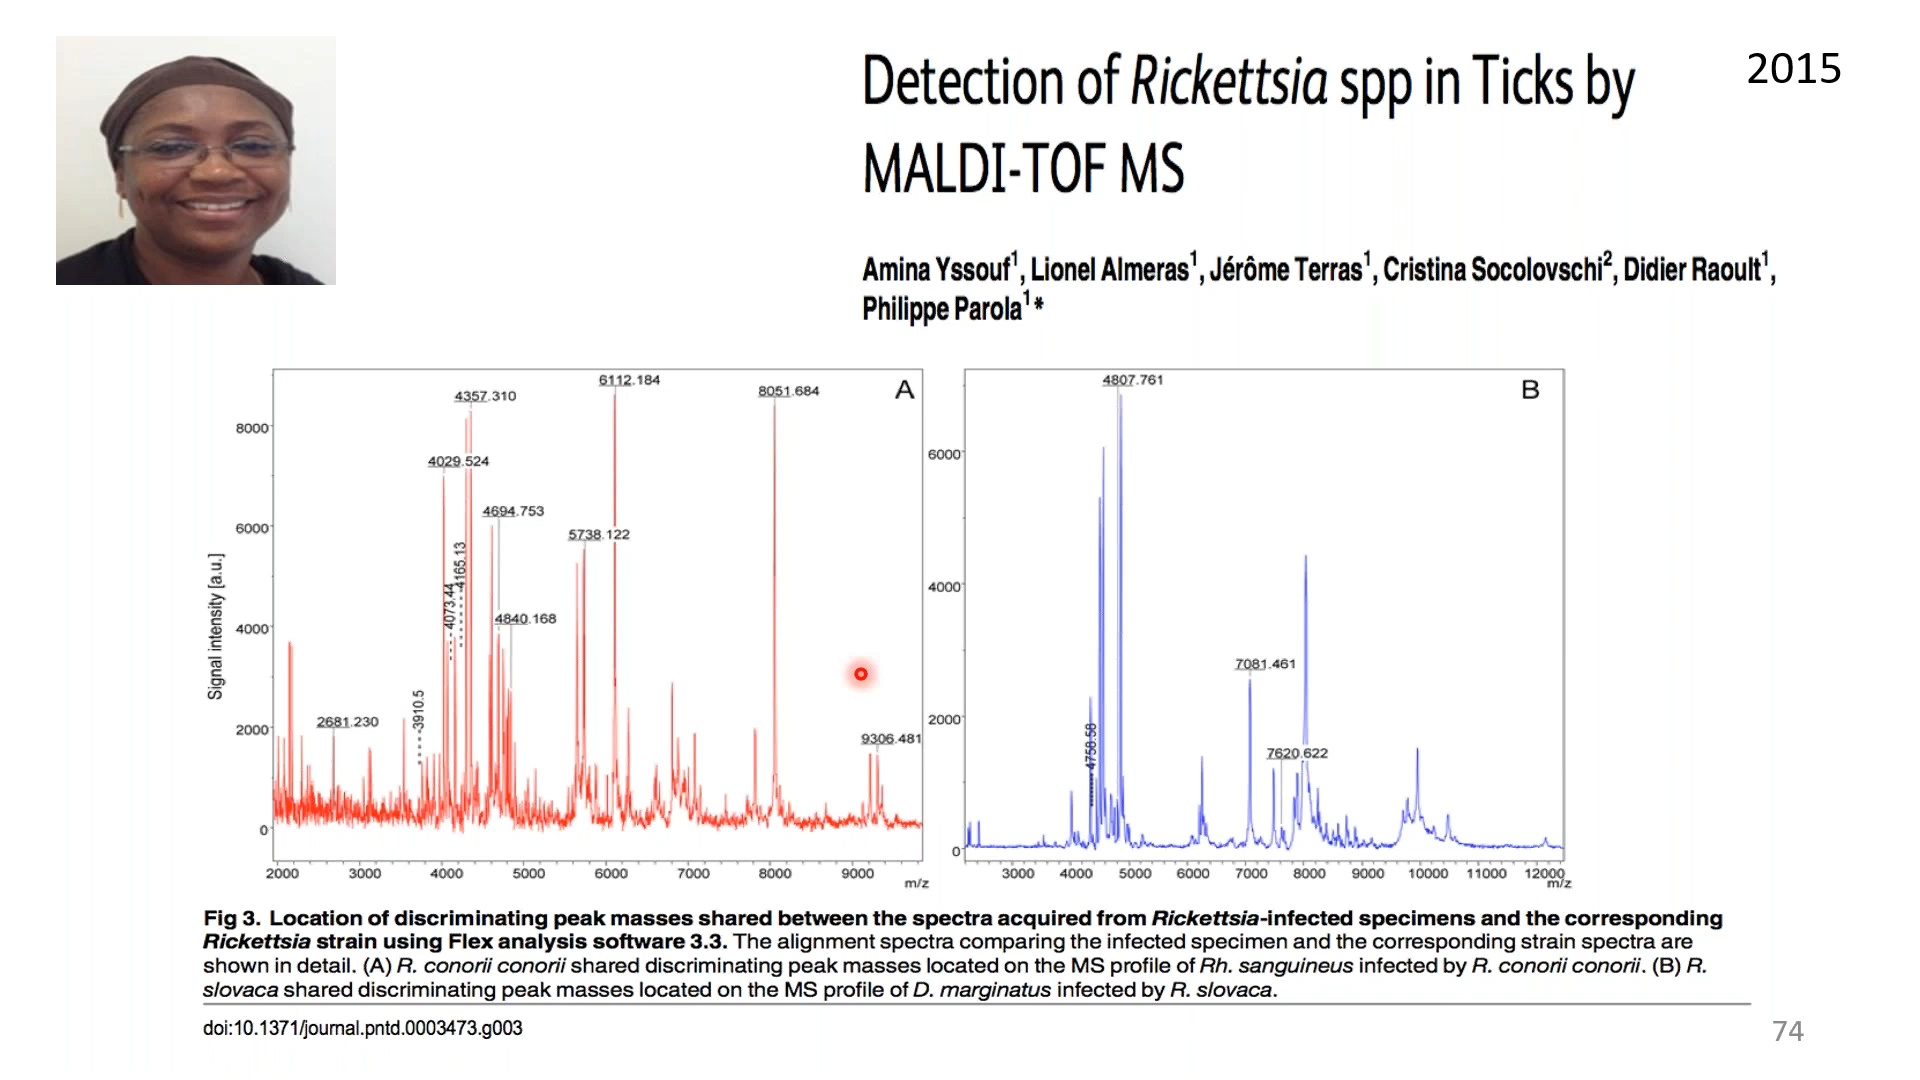 Detection of Rickettsia spp in Ticks by
MALDI-TOF MS
2015
Amina Yssouf1, Lionel Almeras1, Jérôme Terras1, Cristina Socolovschi2, Didier Raoult1,
Philippe Parola1*
A
6112.184
8051.684
4357.310
4029.524
4694.753
5738.122
4165.13
4073.44
4840.168
3910.5
2681.230
9306.481
8000
6000
4000
2000
0
Signal intensity [a.u.]
2000 3000 4000 5000 6000 7000 8000 9000
m/z
B
4807.761
7081.461
4758.58
7620.622
6000
4000
2000
0
3000 4000 5000 6000 7000 8000 9000 10000 11000 12000
m/z
Fig 3. Location of discriminating peak masses shared between the spectra acquired from Rickettsia-infected specimens and the corresponding
Rickettsia strain using Flex analysis software 3.3. The alignment spectra comparing the infected specimen and the corresponding strain spectra are
shown in detail. (A) R. conorii conorii shared discriminating peak masses located on the MS profile of Rh. sanguineus infected by R. conorii conorii. (B) R.
slovaca shared discriminating peak masses located on the MS profile of D. marginatus infected by R. slovaca.
doi:10.1371/journal.pntd.0003473.g003
74